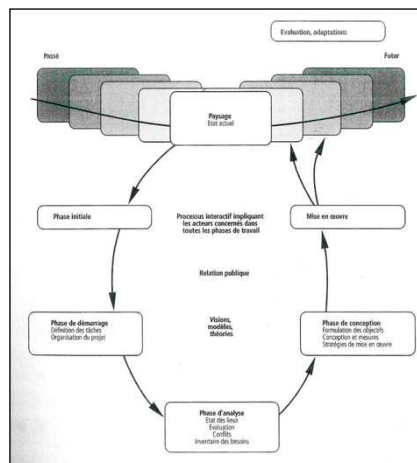 Evaluation, adaptations
Passé
Futur
Paysage
Etat actuel
Phase initiale
Processus interactif impliquant
les acteurs concernés dans
toutes les phases de travail
Mise en œuvre
Relation publique
Phase de démarrage
Définition des tâches
Organisation du projet
Visions,
modèles,
théories
Phase de conception
Formulation des objectifs
Conception et mesures
Stratégies de mise en œuvre
Phase d'analyse
Etat des lieux
Evaluation
Conflits
Inventaire des besoins